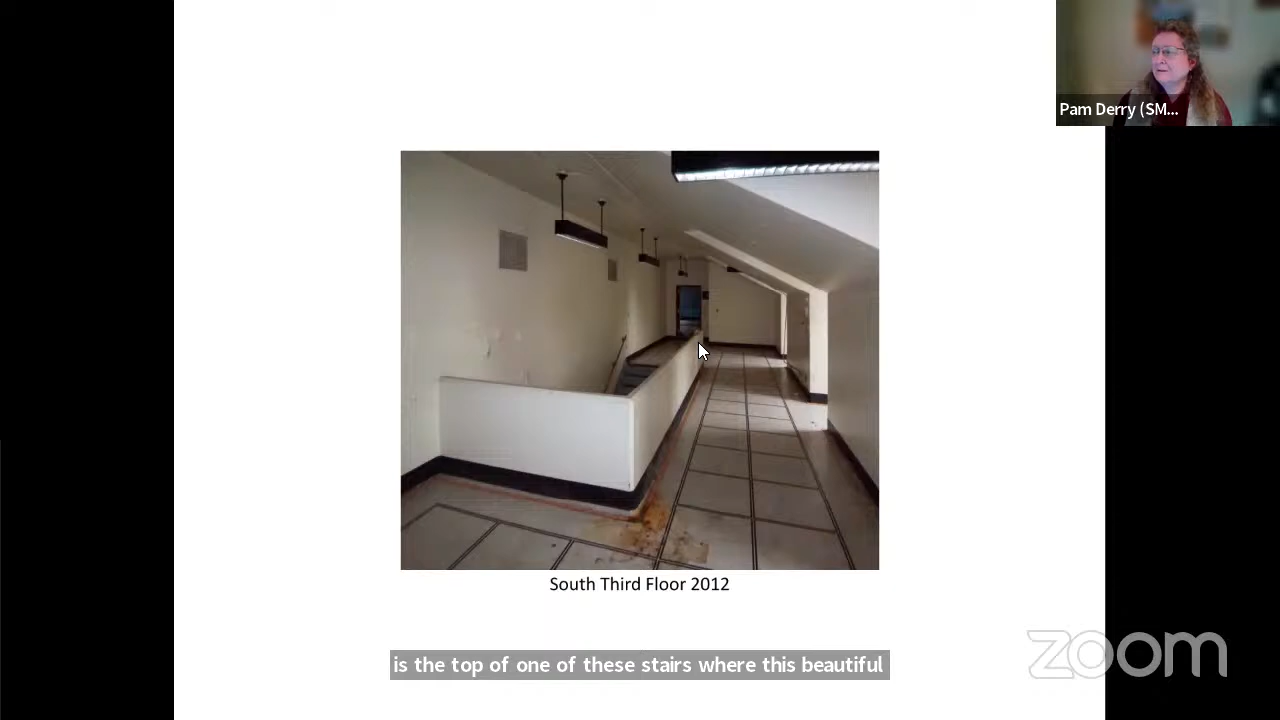 Pam Derry (SM...
South Third Floor 2012
is the top of one of these stairs where this beautiful
zoom